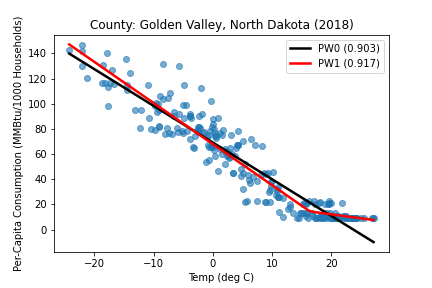 County: Golden Valley, North Dakota (2018)
Per-Capita Consumption (MMBtu/1000 Households)
140
120
100
80
60
40
20
0
PW0 (0.903)
PW1 (0.917)
−20
−10
0
10
20
Temp (deg C)